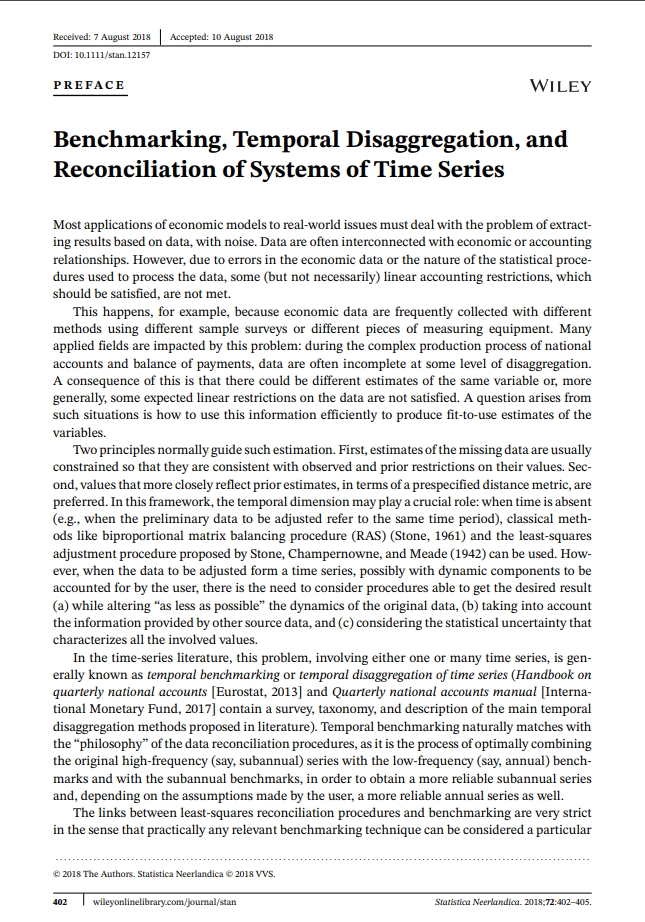 Received: 7 August 2018 | Accepted: 10 August 2018
DOI: 10.1111/stan.12157
PREFACE
WILEY
Benchmarking, Temporal Disaggregation, and
Reconciliation of Systems of Time Series
Most applications of economic models to real-world issues must deal with the problem of extract-
ing results based on data, with noise. Data are often interconnected with economic or accounting
relationships. However, due to errors in the economic data or the nature of the statistical proce-
dures used to process the data, some (but not necessarily) linear accounting restrictions, which
should be satisfied, are not met.
This happens, for example, because economic data are frequently collected with different
methods using different sample surveys or different pieces of measuring equipment. Many
applied fields are impacted by this problem: during the complex production process of national
accounts and balance of payments, data are often incomplete at some level of disaggregation.
A consequence of this is that there could be different estimates of the same variable or, more
generally, some expected linear restrictions on the data are not satisfied. A question arises from
such situations is how to use this information efficiently to produce fit-to-use estimates of the
variables.
Two principles normally guide such estimation. First, estimates of the missing data are usually
constrained so that they are consistent with observed and prior restrictions on their values. Sec-
ond, values that more closely reflect prior estimates, in terms of a prespecified distance metric, are
preferred. In this framework, the temporal dimension may play a crucial role: when time is absent
(e.g., when the preliminary data to be adjusted refer to the same time period), classical meth-
ods like biproportional matrix balancing procedure (RAS) (Stone, 1961) and the least-squares
adjustment procedure proposed by Stone, Champernowne, and Meade (1942) can be used. How-
ever, when the data to be adjusted form a time series, possibly with dynamic components to be
accounted for by the user, there is the need to consider procedures able to get the desired result
(a) while altering “as less as possible” the dynamics of the original data, (b) taking into account
the information provided by other source data, and (c) considering the statistical uncertainty that
characterizes all the involved values.
In the time-series literature, this problem, involving either one or many time series, is gen-
erally known as temporal benchmarking or temporal disaggregation of time series (Handbook on
quarterly national accounts [Eurostat, 2013] and Quarterly national accounts manual [Interna-
tional Monetary Fund, 2017] contain a survey, taxonomy, and description of the main temporal
disaggregation methods proposed in literature). Temporal benchmarking naturally matches with
the “philosophy” of the data reconciliation procedures, as it is the process of optimally combining
the original high-frequency (say, subannual) series with the low-frequency (say, annual) bench-
marks and with the subannual benchmarks, in order to obtain a more reliable subannual series
and, depending on the assumptions made by the user, a more reliable annual series as well.
The links between least-squares reconciliation procedures and benchmarking are very strict
in the sense that practically any relevant benchmarking technique can be considered a particular
© 2018 The Authors. Statistica Neerlandica © 2018 VVS.
402 | wileyonlinelibrary.com/journal/stan Statistica Neerlandica. 2018;72:402–405.